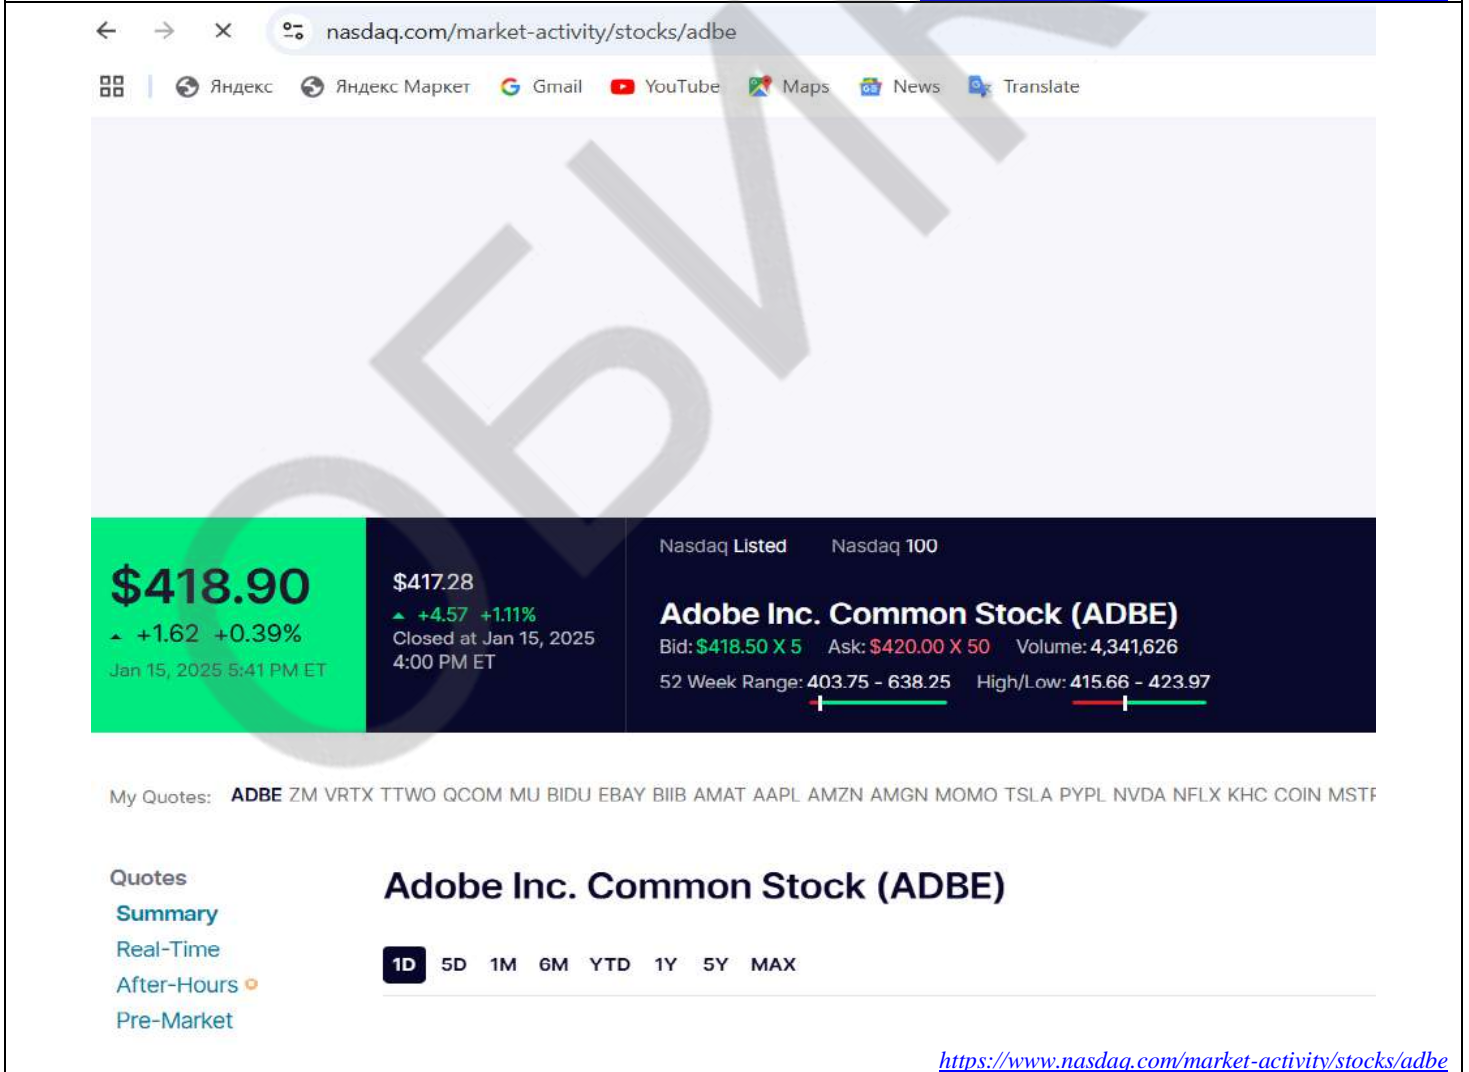 nasdaq.com/market-activity/stocks/adbe
Яндекс Яндекс Маркет Gmail YouTube Maps News Translate
ОБИК
Nasdaq Listed Nasdaq 100
$418.90
+1.62 +0.39%
Jan 15, 2025 5:41 PM ET
$417.28
+4.57 +1.11%
Closed at Jan 15, 2025
4:00 PM ET
Adobe Inc. Common Stock (ADBE)
Bid: $418.50 X 5 Ask: $420.00 X 50 Volume: 4,341,626
52 Week Range: 403.75 - 638.25 High/Low: 415.66 - 423.97
My Quotes: ADBE ZM VRTX TTWO QCOM MU BIDU EBAY BIIB AMAT AAPL AMZN AMGN MOMO TSLA PYPL NVDA NFLX KHC COIN
Quotes
Summary
Real-Time
After-Hours
Pre-Market
Adobe Inc. Common Stock (ADBE)
1D 5D 1M 6M YTD 1Y 5Y MAX
https://www.nasdaq.com/market-activity/stocks/adbe